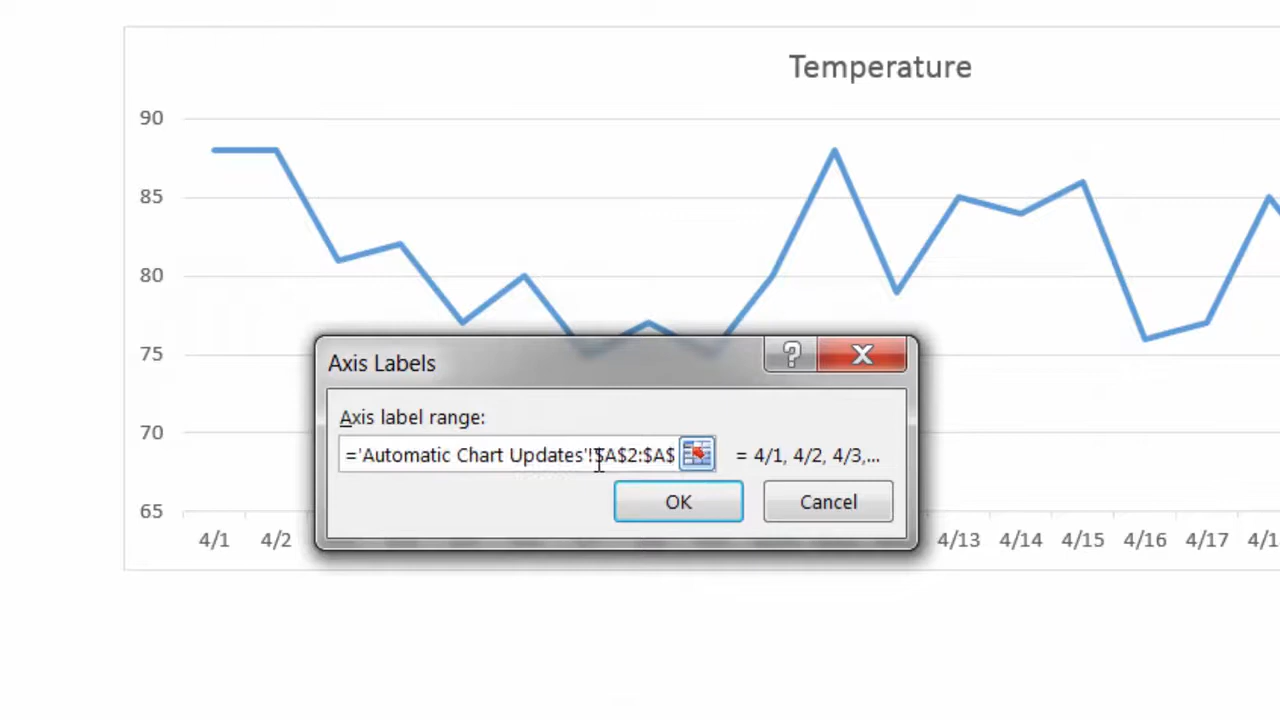 Temperature
90
85
80
75
70
65
Axis Labels
Axis label range:
='Automatic Chart Updates'!$A$2:$A$ = 4/1, 4/2, 4/3,...
OK Cancel
4/1 4/2 4/13 4/14 4/15 4/16 4/17